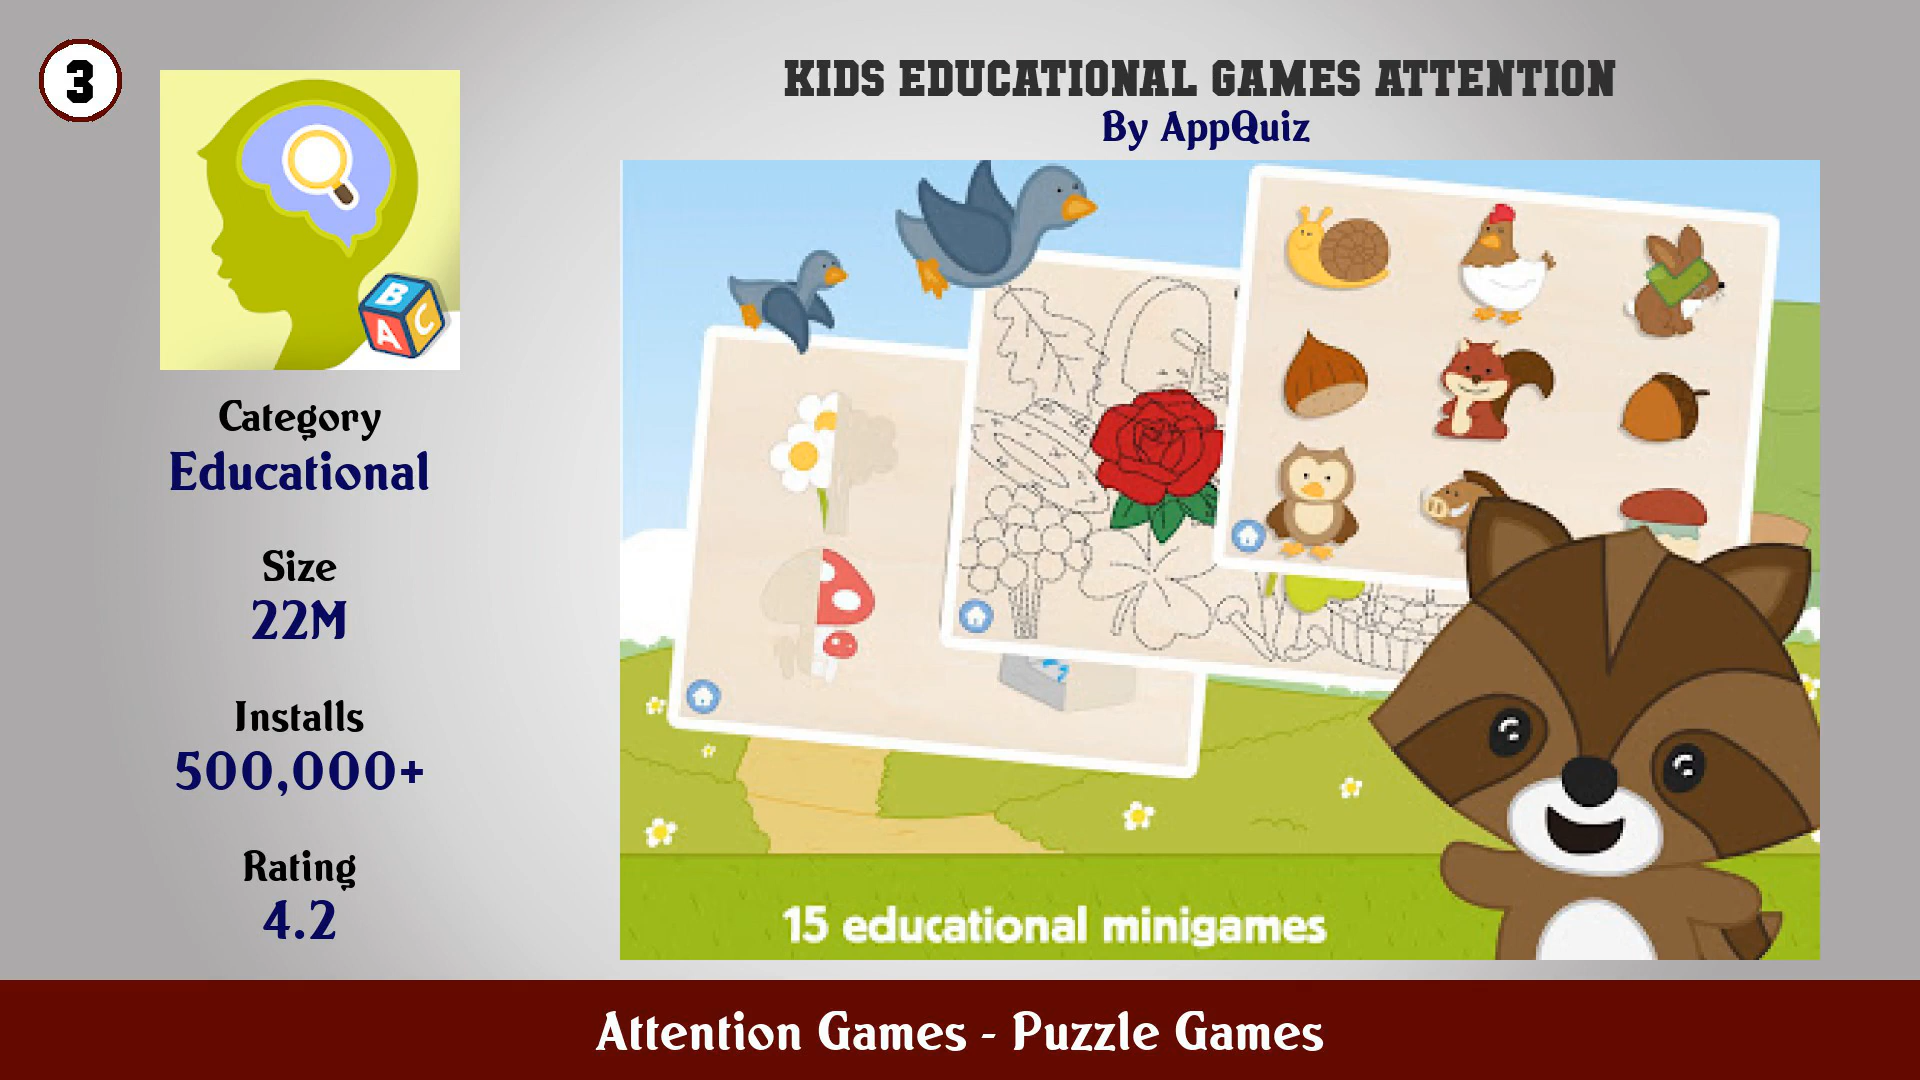 3
KIDS EDUCATIONAL GAMES ATTENTION
By AppQuiz
B
A
C
Category
Educational
Size
22M
Installs
500,000+
Rating
4.2
15 educational minigames
Attention Games - Puzzle Games